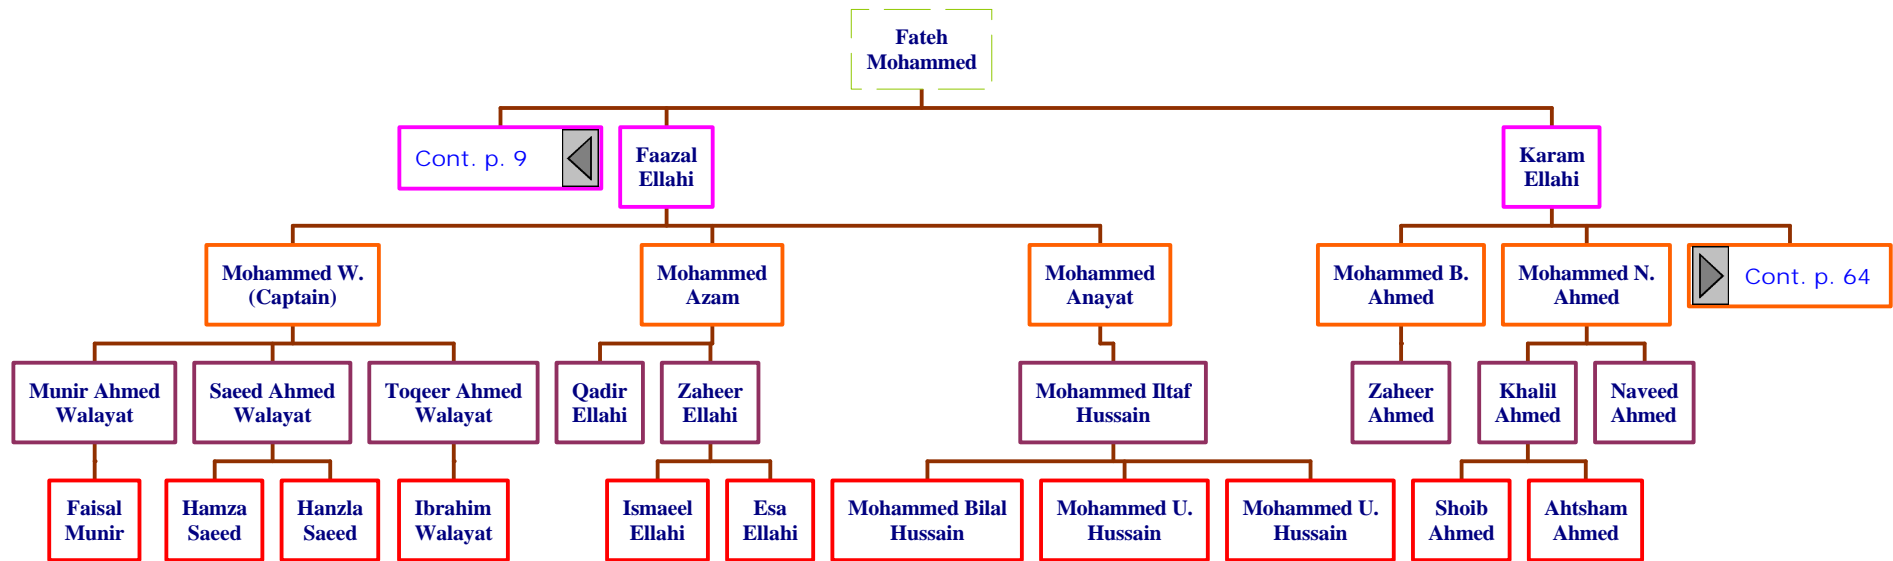 Fateh
Mohammed
Cont. p. 9
Faazal
Ellahi
Karam
Ellahi
Mohammed W.
(Captain)
Mohammed
Azam
Mohammed
Anayat
Mohammed B.
Ahmed
Mohammed N.
Ahmed
Cont. p. 64
Munir Ahmed
Walayat
Saeed Ahmed
Walayat
Toqeer Ahmed
Walayat
Qadir
Ellahi
Zaheer
Ellahi
Mohammed Iltaf
Hussain
Zaheer
Ahmed
Khalil
Ahmed
Naveed
Ahmed
Faisal
Munir
Hamza
Saeed
Hanzla
Saeed
Ibrahim
Walayat
Ismaeel
Ellahi
Esa
Ellahi
Mohammed Bilal
Hussain
Mohammed U.
Hussain
Mohammed U.
Hussain
Shoib
Ahmed
Ahtsham
Ahmed